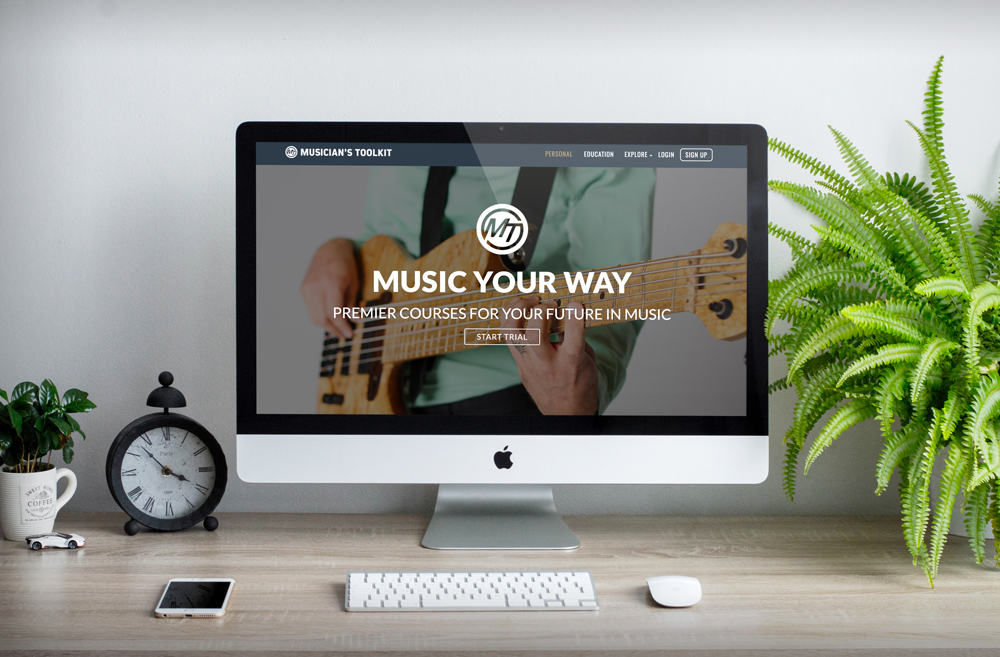 MUSICIAN'S TOOLKIT
PERSONAL EDUCATION EXPLORE LOGIN SIGN UP
MT
MUSIC YOUR WAY
PREMIER COURSES FOR YOUR FUTURE IN MUSIC
START TRIAL
Paris
COFFEE